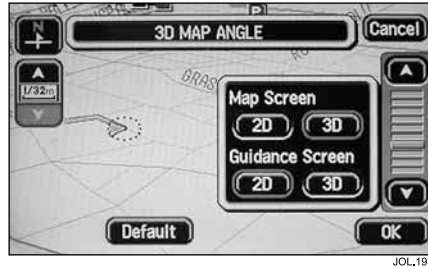 N
P
3D MAP ANGLE
Cancel
1/32m
GRAS
Map Screen
2D 3D
Guidance Screen
2D 3D
Default
OK
JOL.19